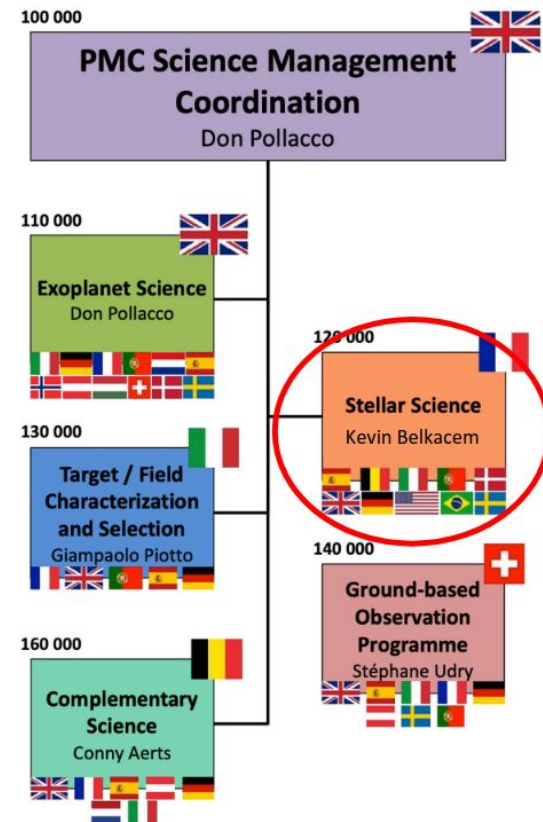 100 000
PMC Science Management
Coordination
Don Pollacco
110 000
Exoplanet Science
Don Pollacco
120 000
Stellar Science
Kevin Belkacem
130 000
Target / Field
Characterization
and Selection
Giampaolo Piotto
140 000
Ground-based
Observation
Programme
Stéphane Udry
160 000
Complementary
Science
Conny Aerts